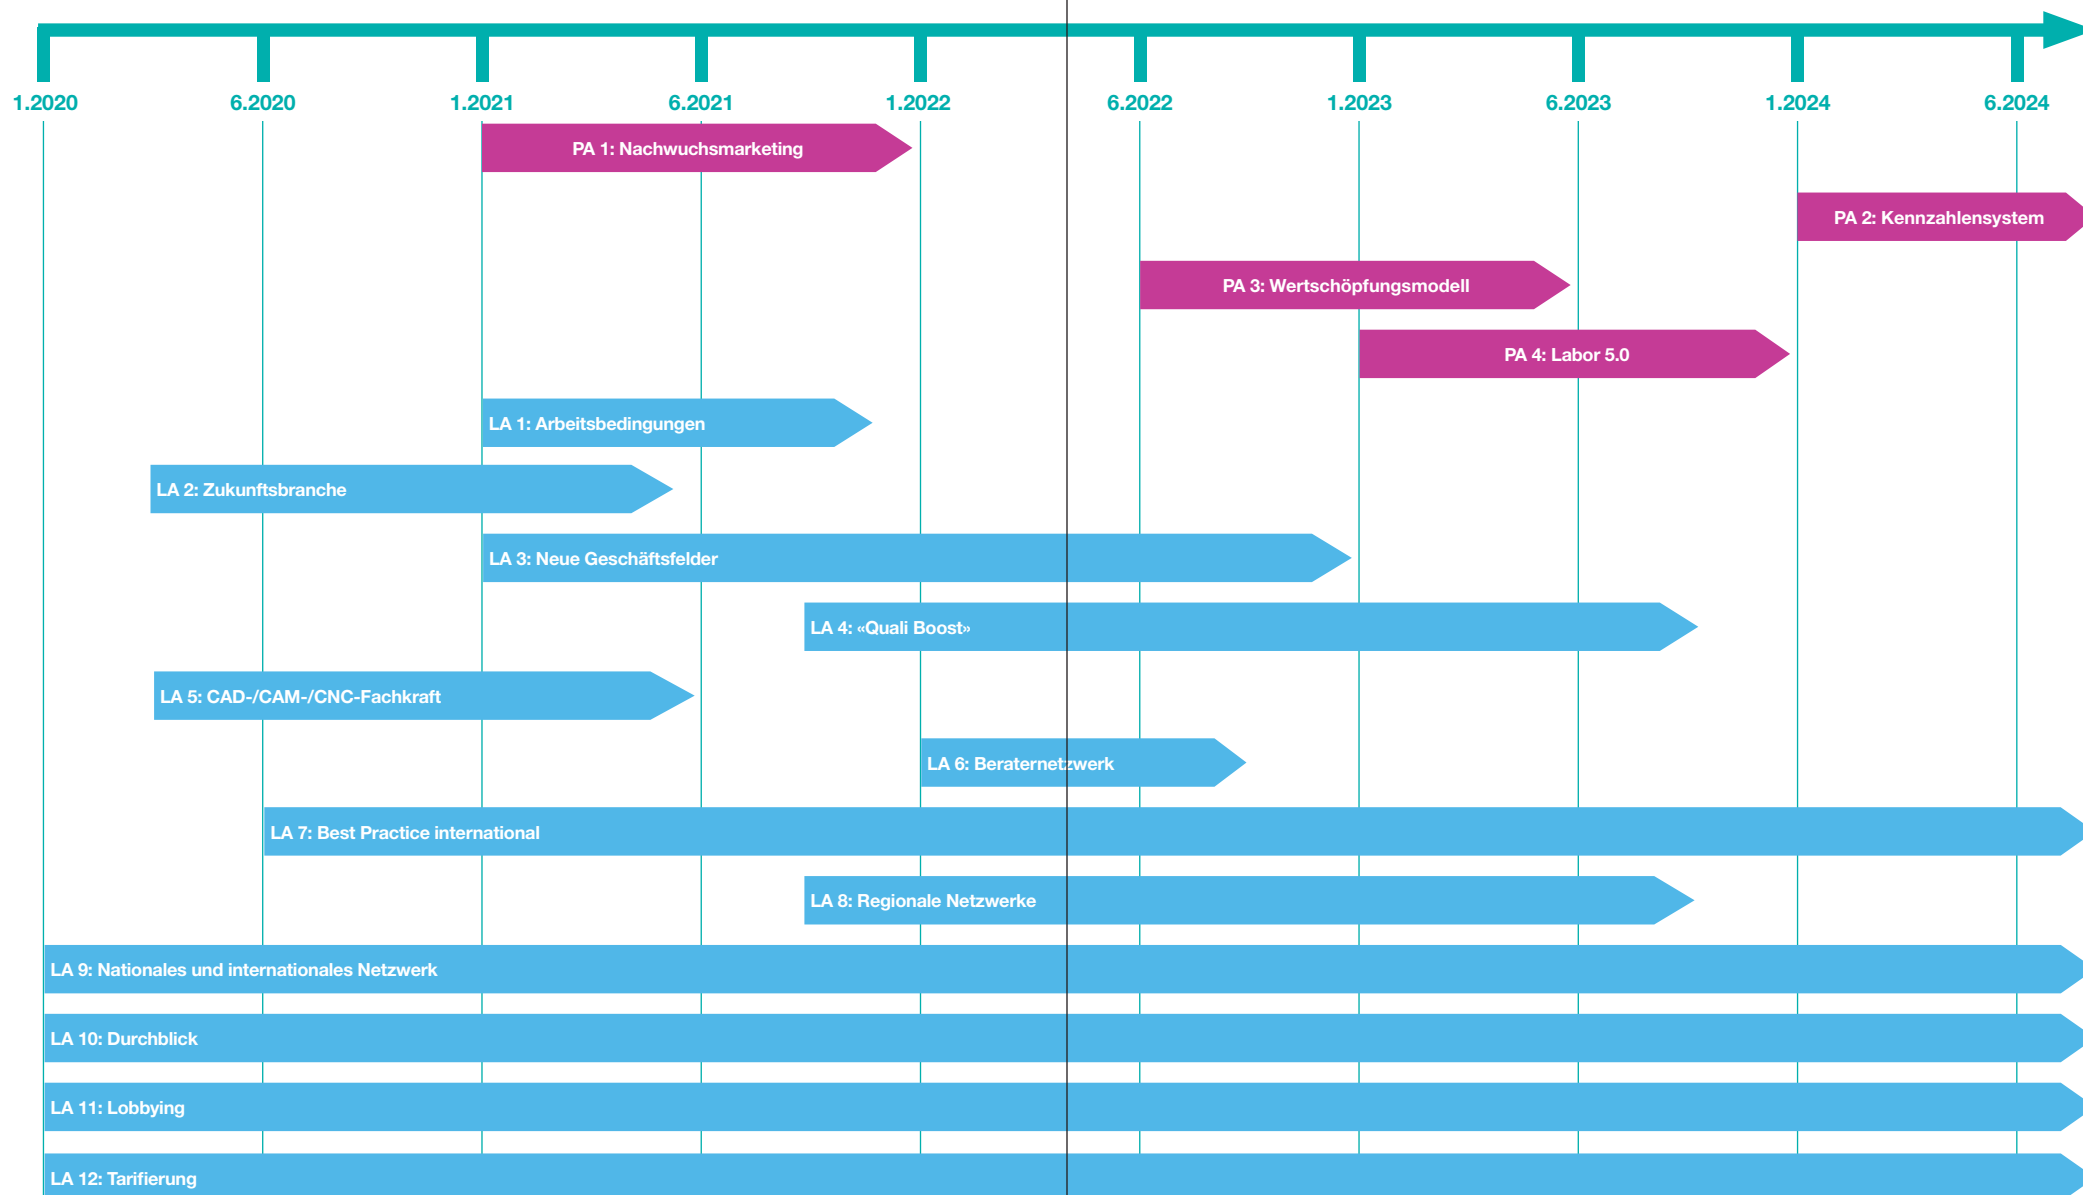 1.2020 6.2020 1.2021 6.2021 1.2022 6.2022 1.2023 6.2023 1.2024 6.2024
PA 1: Nachwuchsmarketing
PA 2: Kennzahlensystem
PA 3: Wertschöpfungsmodell
PA 4: Labor 5.0
LA 1: Arbeitsbedingungen
LA 2: Zukunftsbranche
LA 3: Neue Geschäftsfelder
LA 4: «Quali Boost»
LA 5: CAD-/CAM-/CNC-Fachkraft
LA 6: Beraternetzwerk
LA 7: Best Practice international
LA 8: Regionale Netzwerke
LA 9: Nationales und internationales Netzwerk
LA 10: Durchblick
LA 11: Lobbying
LA 12: Tarifierung